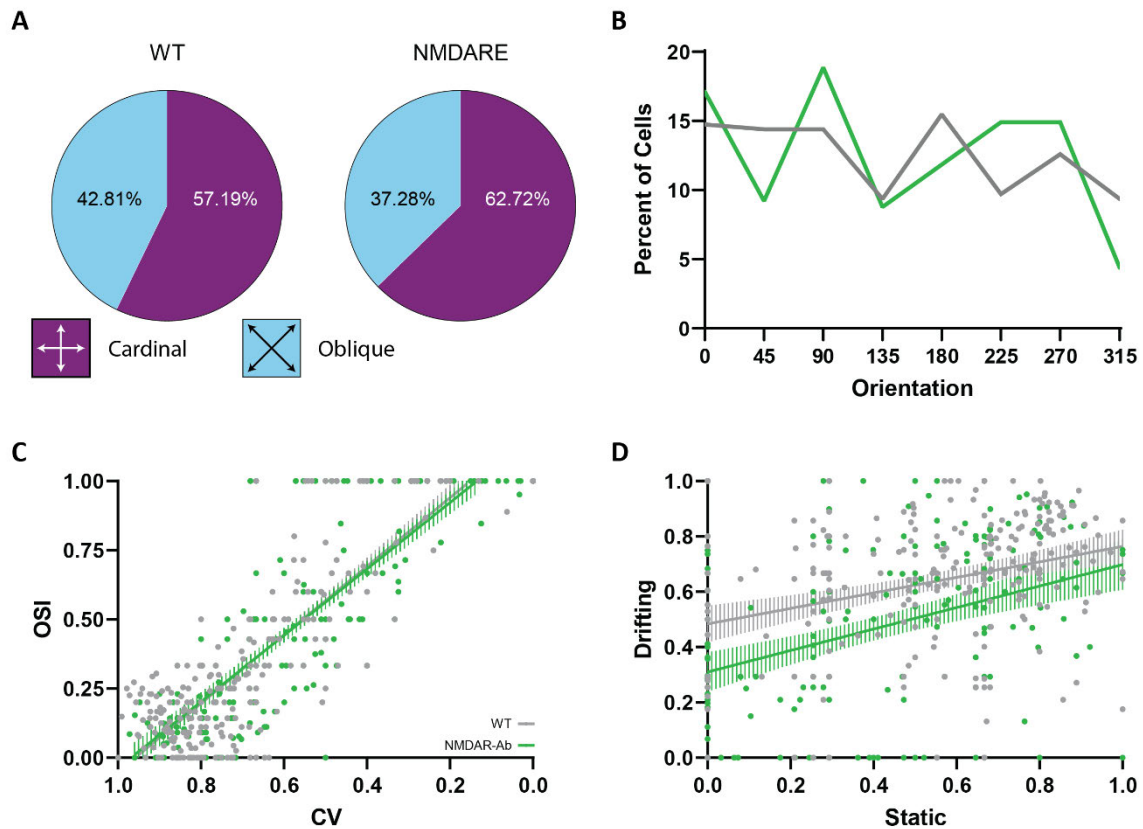 A
WT
NMDARE
42.81%
57.19%
37.28%
62.72%
Cardinal
Oblique
B
20
15
10
5
0
0 45 90 135 180 225 270 315
Percent of Cells
Orientation
C
1.00
0.75
0.50
0.25
0.00
1.0 0.8 0.6 0.4 0.2 0.0
OSI
CV
WT
NMDAR-Ab
D
1.0
0.8
0.6
0.4
0.2
0.0
0.0 0.2 0.4 0.6 0.8 1.0
Drifting
Static